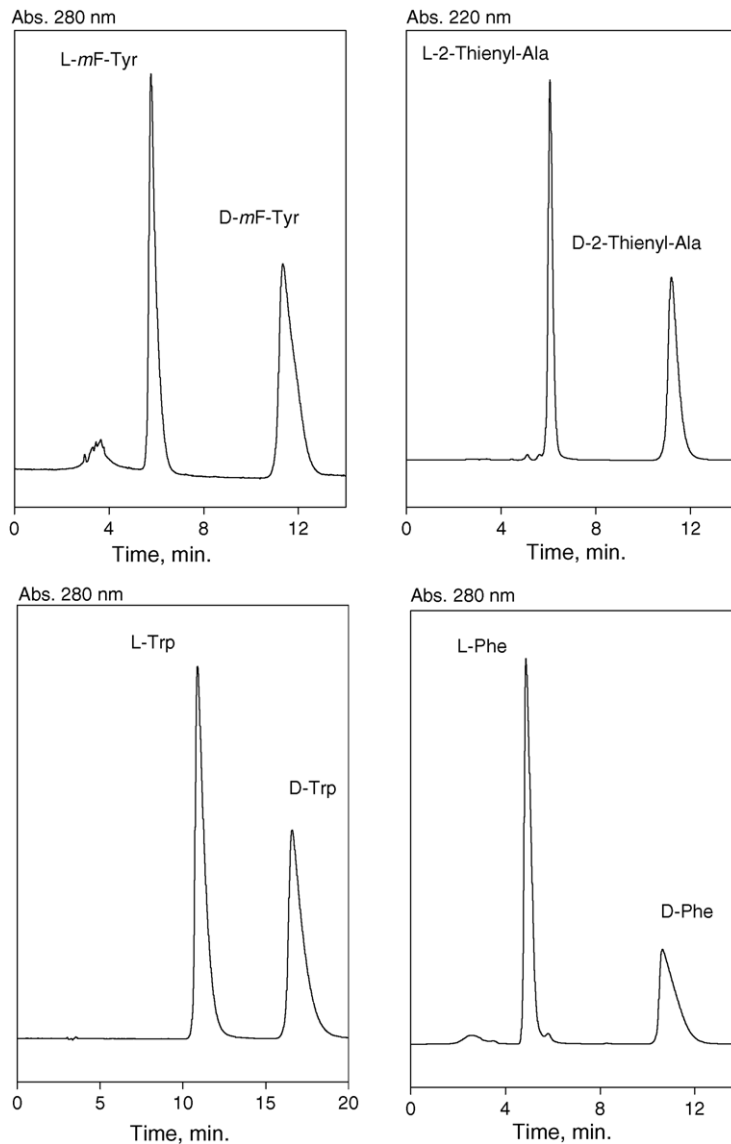 Abs. 280 nm
L-mF-Tyr
D-mF-Tyr
0 4 8 12
Time, min.
Abs. 220 nm
L-2-Thienyl-Ala
D-2-Thienyl-Ala
0 4 8 12
Time, min.
Abs. 280 nm
L-Trp
D-Trp
0 5 10 15 20
Time, min.
Abs. 280 nm
L-Phe
D-Phe
0 4 8 12
Time, min.